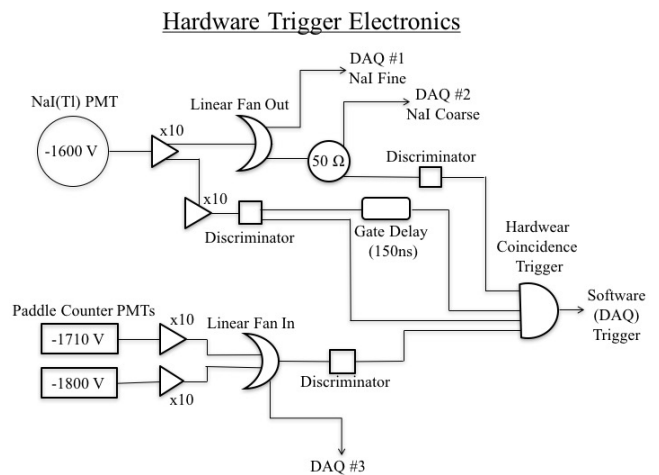 Hardware Trigger Electronics
DAQ #1
NaI Fine
NaI(Tl) PMT
Linear Fan Out
DAQ #2
NaI Coarse
x10
-1600 V
50 Ω
Discriminator
x10
Discriminator
Gate Delay
(150ns)
Hardwear
Coincidence
Trigger
Software
(DAQ)
Trigger
Paddle Counter PMTs
x10
Linear Fan In
-1710 V
-1800 V
x10
Discriminator
DAQ #3